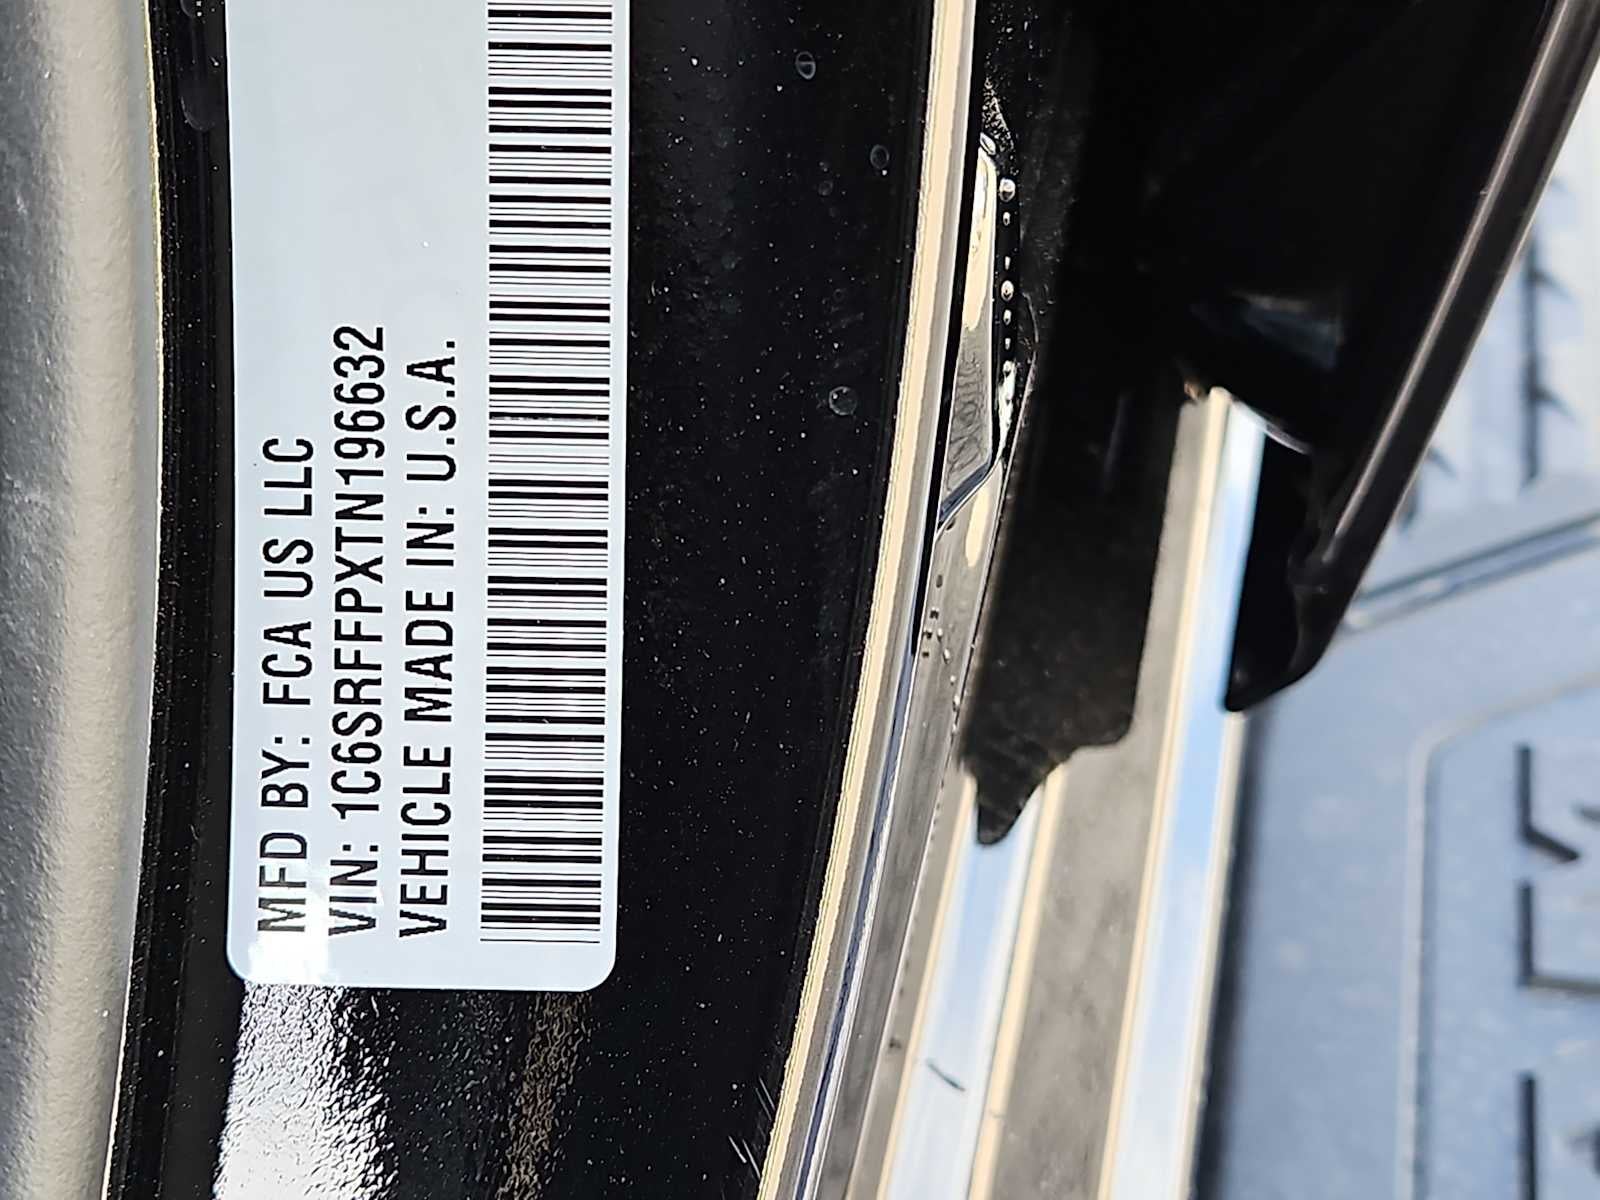 MFD BY: FCA US LLC
VIN: 1C6SRFFPXTN196632
VEHICLE MADE IN: U.S.A.